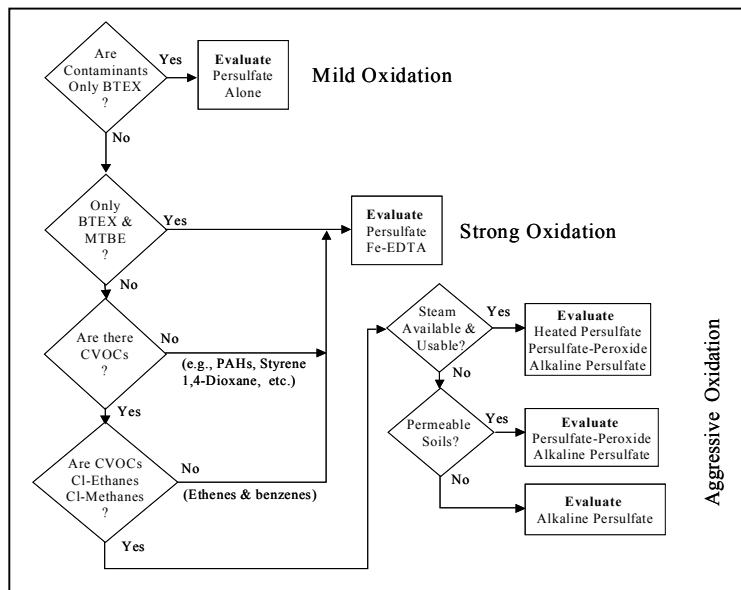 Are
Contaminants
Only BTEX
?
Yes
Evaluate
Persulfate
Alone
Mild Oxidation
No
Only
BTEX &
MTBE
?
Yes
Evaluate
Persulfate
Fe-EDTA
Strong Oxidation
No
Are there
CVOCs
?
No
(e.g., PAHs, Styrene
1,4-Dioxane, etc.)
Yes
Are CVOCs
Cl-Ethanes
Cl-Methanes
?
No
(Ethenes & benzenes)
Yes
Steam
Available &
Usable?
Yes
Evaluate
Heated Persulfate
Persulfate-Peroxide
Alkaline Persulfate
No
Permeable
Soils?
Yes
Evaluate
Persulfate-Peroxide
Alkaline Persulfate
No
Evaluate
Alkaline Persulfate
Aggressive Oxidation